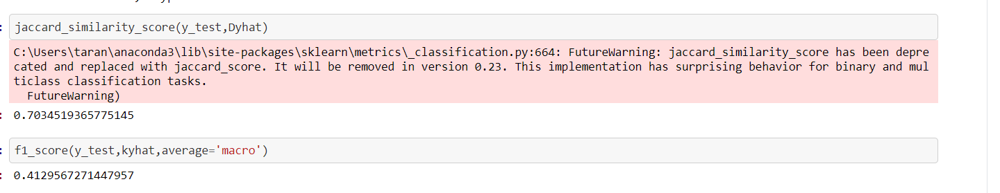 : jaccard_similarity_score(y_test,Dyhat)
C:\Users\taran\anaconda3\lib\site-packages\sklearn\metrics\_classification.py:664: FutureWarning: jaccard_similarity_score has been depre
cated and replaced with jaccard_score. It will be removed in version 0.23. This implementation has surprising behavior for binary and mul
ticlass classification tasks.
  FutureWarning)
: 0.7034519365775145
: f1_score(y_test,kyhat,average='macro')
: 0.4129567271447957